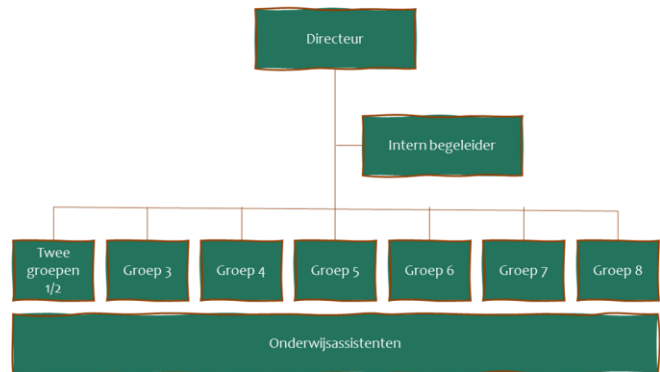 Directeur
Intern begeleider
Twee
groepen
1/2
Groep 3
Groep 4
Groep 5
Groep 6
Groep 7
Groep 8
Onderwijsassistenten